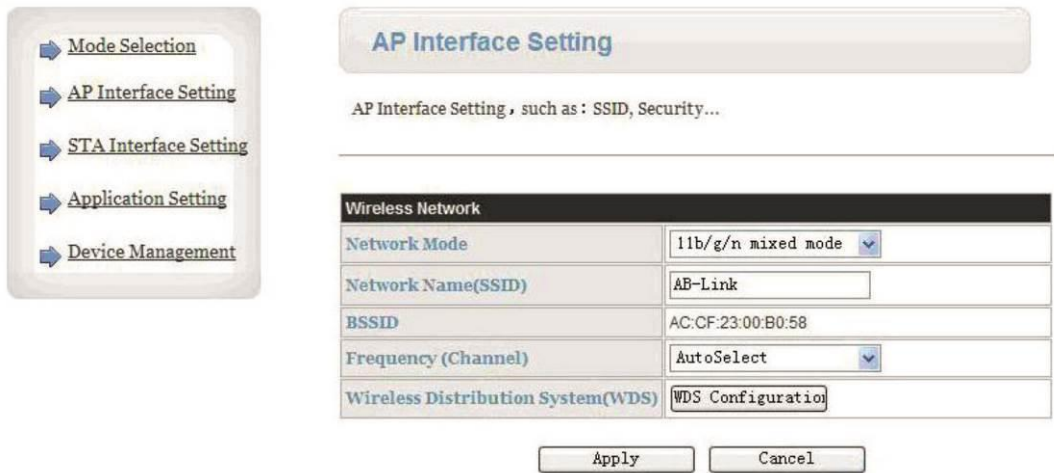 Mode Selection
AP Interface Setting
STA Interface Setting
Application Setting
Device Management
AP Interface Setting
AP Interface Setting，such as：SSID, Security...
Wireless Network
Network Mode 11b/g/n mixed mode
Network Name(SSID) AB-Link
BSSID AC:CF:23:00:B0:58
Frequency (Channel) AutoSelect
Wireless Distribution System(WDS) WDS Configuration
Apply Cancel